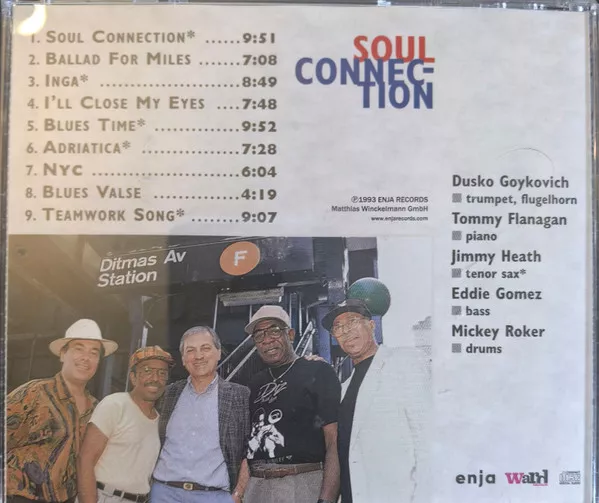 1. SOUL CONNECTION* ......9:51
2. BALLAD FOR MILES ......7:08
3. INGA* ......8:49
4. I'LL CLOSE MY EYES ......7:48
5. BLUES TIME* ......9:52
6. ADRIATICA* ......7:28
7. NYC ......6:04
8. BLUES VALSE ......4:19
9. TEAMWORK SONG* ......9:07
SOUL
CONNEC-
TION
℗1993 ENJA RECORDS
Matthias Winckelmann GmbH
www.enjarecords.com
Dusko Goykovich
trumpet, flugelhorn
Tommy Flanagan
piano
Jimmy Heath
tenor sax*
Eddie Gomez
bass
Mickey Roker
drums
Ditmas Av
Station
F
Diz
enja